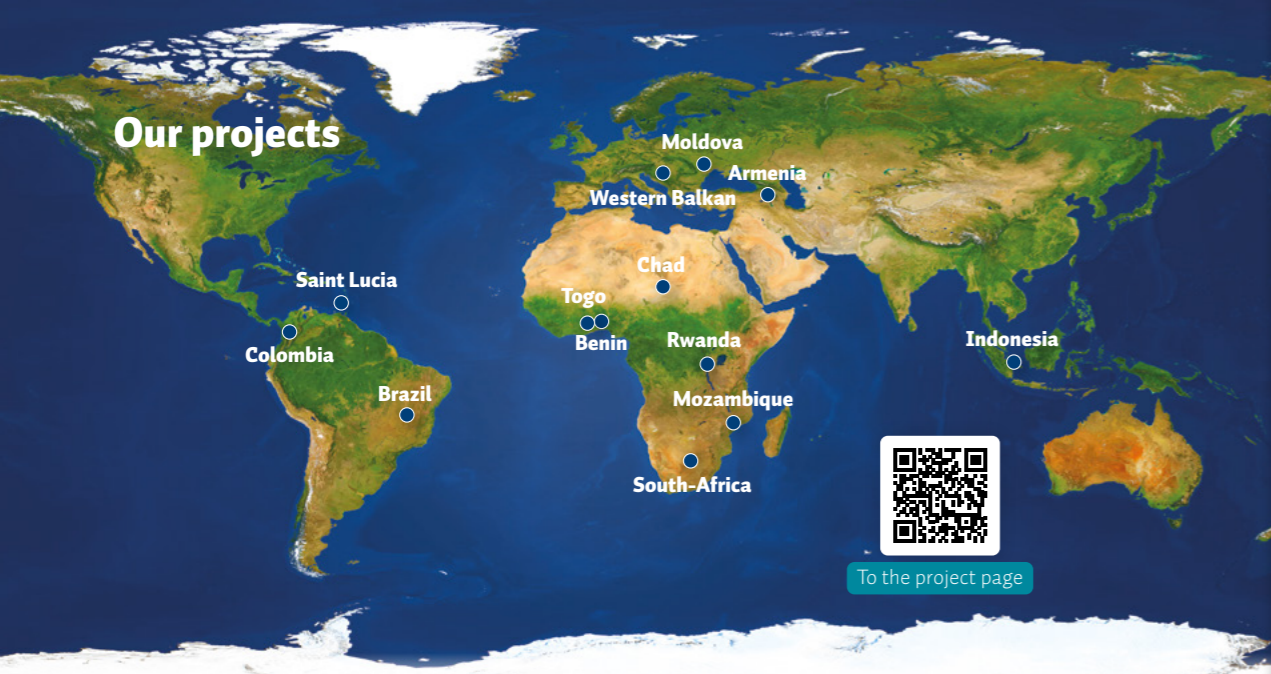 Our projects
Moldova
Armenia
Western Balkan
Chad
Saint Lucia
Togo
Benin
Rwanda
Indonesia
Colombia
Brazil
Mozambique
South-Africa
To the project page